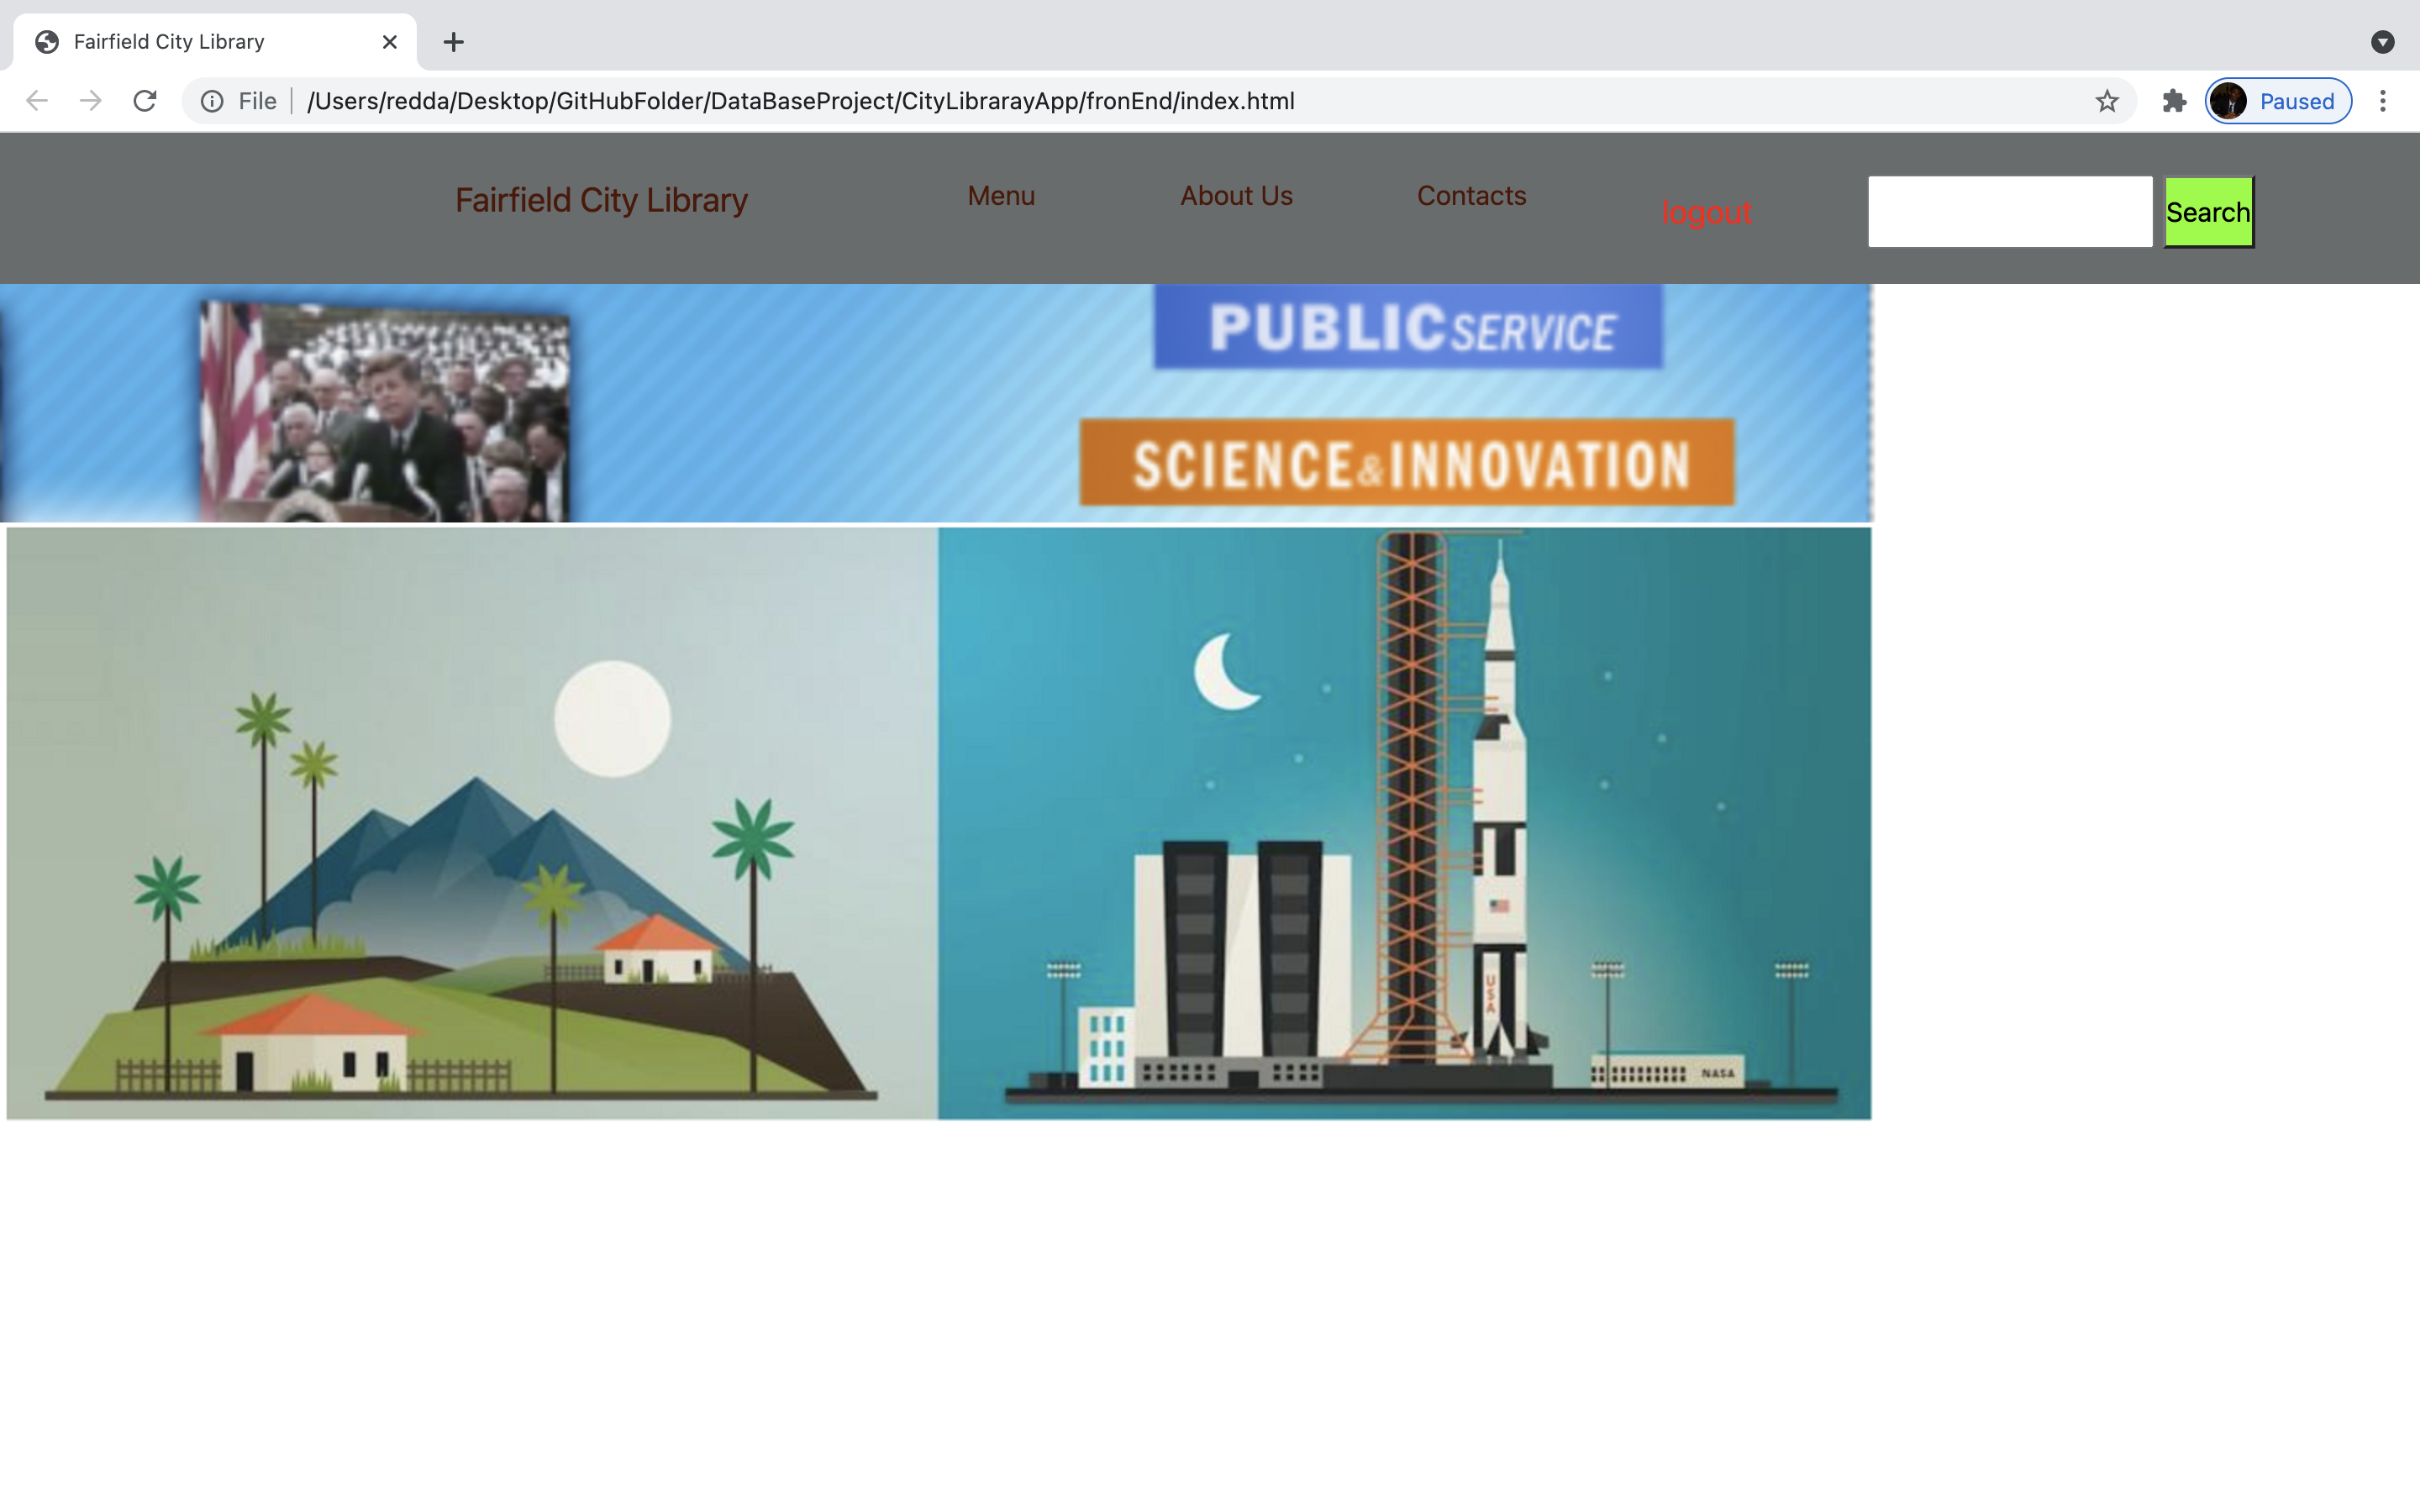 Fairfield City Library
File /Users/redda/Desktop/GitHubFolder/DataBaseProject/CityLibrarayApp/fronEnd/index.html Paused
Fairfield City Library Menu About Us Contacts logout Search
PUBLIC SERVICE
SCIENCE & INNOVATION
USA
NASA